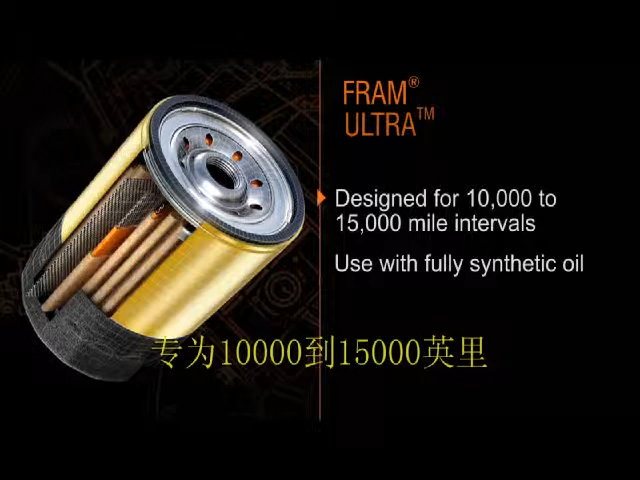 FRAM®
ULTRA™
Designed for 10,000 to
15,000 mile intervals
Use with fully synthetic oil
专为10000到15000英里